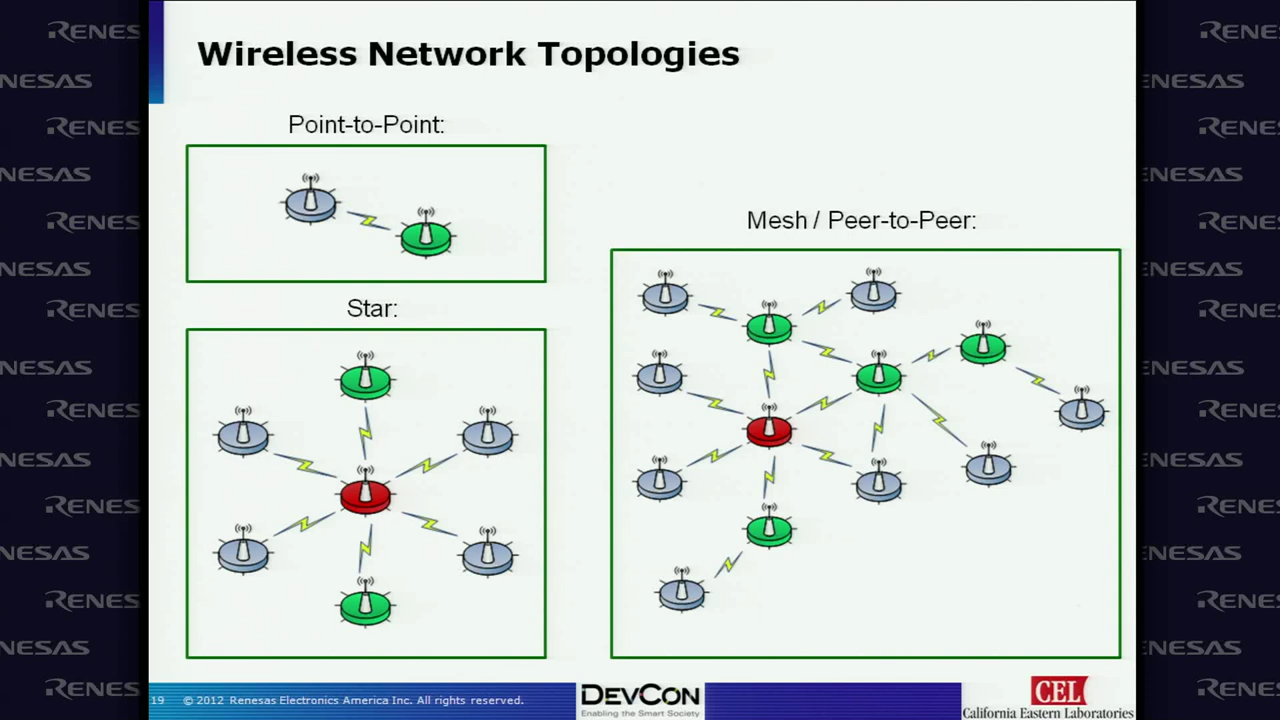 Wireless Network Topologies
Point-to-Point:
Mesh / Peer-to-Peer:
Star:
19 © 2012 Renesas Electronics America Inc. All rights reserved.
DevCon
Enabling the Smart Society
CEL
California Eastern Laboratories
RENESAS